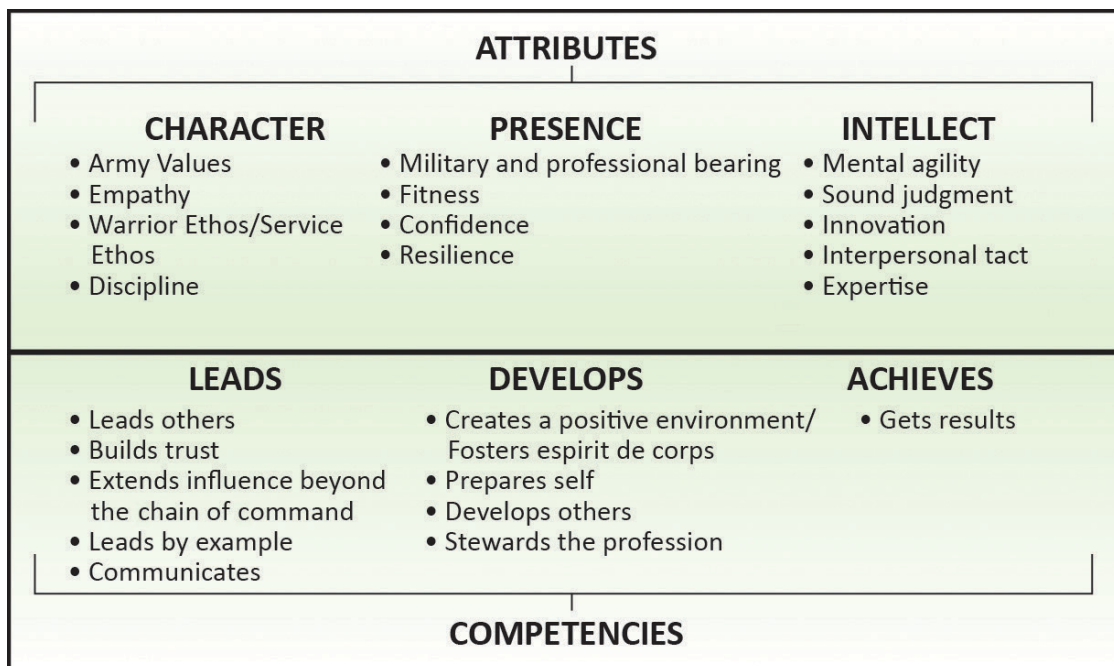 ATTRIBUTES
CHARACTER
• Army Values
• Empathy
• Warrior Ethos/Service
Ethos
• Discipline
PRESENCE
• Military and professional bearing
• Fitness
• Confidence
• Resilience
INTELLECT
• Mental agility
• Sound judgment
• Innovation
• Interpersonal tact
• Expertise
LEADS
• Leads others
• Builds trust
• Extends influence beyond
the chain of command
• Leads by example
• Communicates
DEVELOPS
• Creates a positive environment/
Fosters espirit de corps
• Prepares self
• Develops others
• Stewards the profession
ACHIEVES
• Gets results
COMPETENCIES